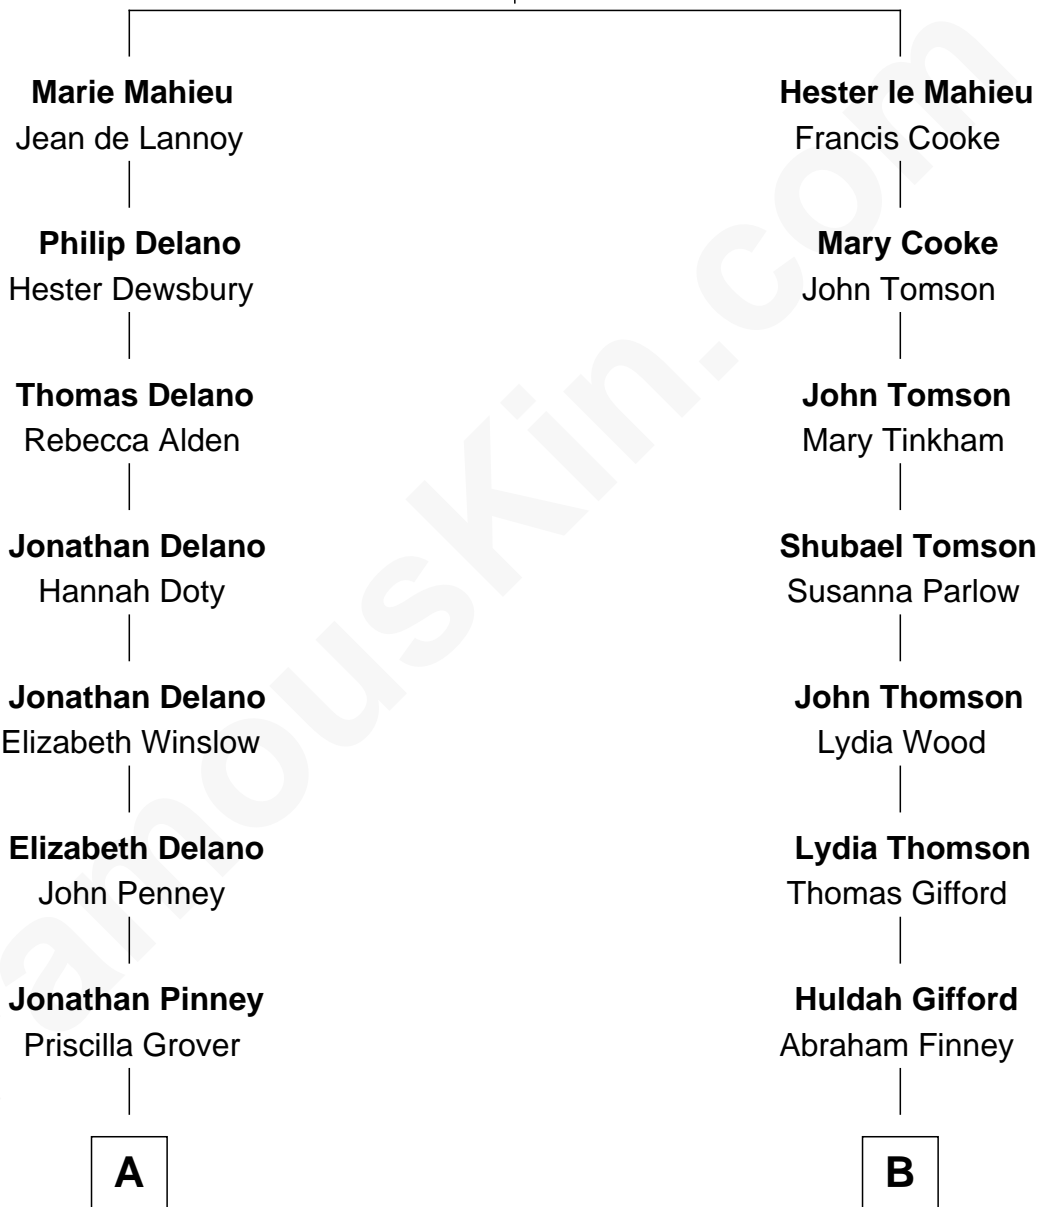 Marie Mahieu
Jean de Lannoy
Philip Delano
Hester Dewsbury
Thomas Delano
Rebecca Alden
Jonathan Delano
Hannah Doty
Jonathan Delano
Elizabeth Winslow
Elizabeth Delano
John Penney
Jonathan Pinney
Priscilla Grover
A
Hester le Mahieu
Francis Cooke
Mary Cooke
John Tomson
John Tomson
Mary Tinkham
Shubael Tomson
Susanna Parlow
John Thomson
Lydia Wood
Lydia Thomson
Thomas Gifford
Huldah Gifford
Abraham Finney
B
amouskin.com